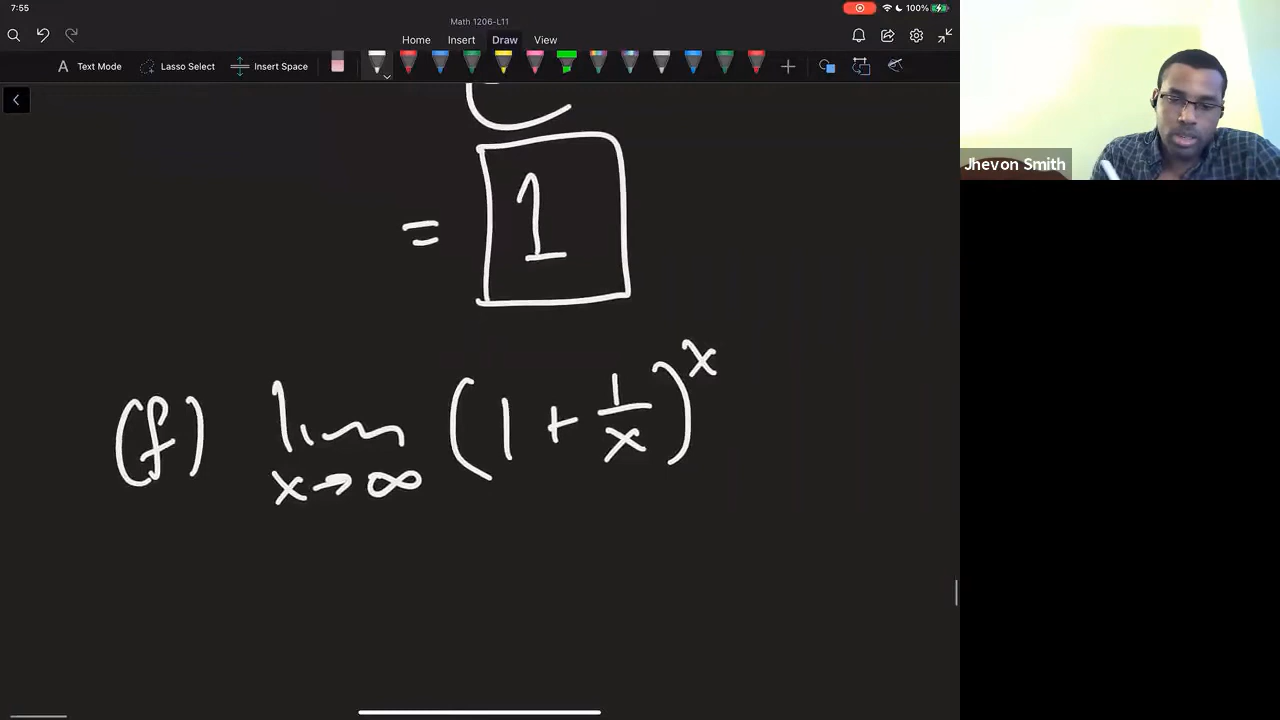 7:55
100%
Math 1206-L11
Home Insert Draw View
Text Mode Lasso Select Insert Space
Jhevon Smith
= 1
(f) lim (1 + 1/x)^x
x→∞